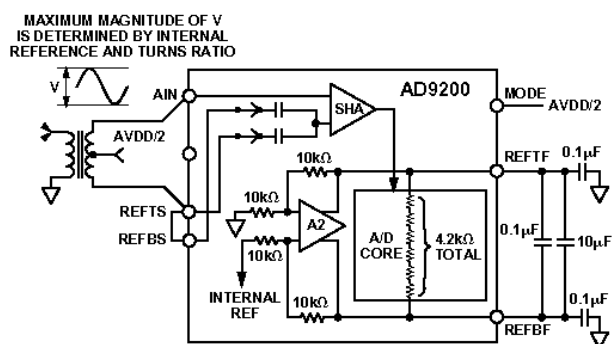 MAXIMUM MAGNITUDE OF V
IS DETERMINED BY INTERNAL
REFERENCE AND TURNS RATIO
V
AIN
AD9200
MODE
AVDD/2
SHA
AVDD/2
REFTF
0.1µF
10kΩ
REFTS
10kΩ
A2
REFBS
10kΩ
A/D
CORE
4.2kΩ
TOTAL
0.1µF
10µF
INTERNAL
REF
10kΩ
0.1µF
REFBF